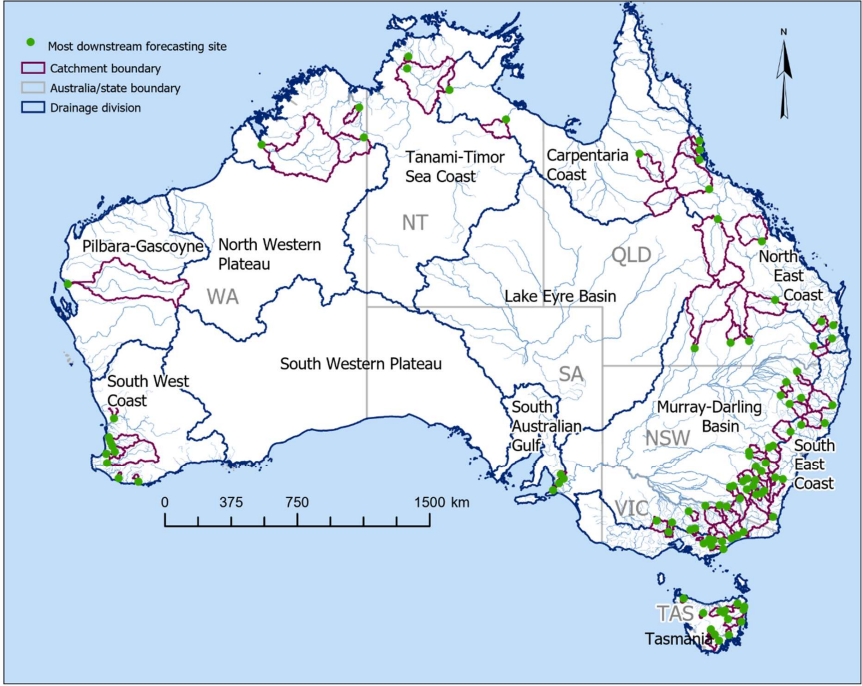 N
Most downstream forecasting site
Catchment boundary
Australia/state boundary
Drainage division
Tanami-Timor
Sea Coast
Carpentaria
Coast
NT
Pilbara-Gascoyne
North Western
Plateau
QLD
North
East
Coast
WA
Lake Eyre Basin
South Western Plateau
SA
South West
Coast
South
Australian
Gulf
Murray-Darling
Basin
NSW
South
East
Coast
0 375 750 1500 km
VIC
TAS
Tasmania